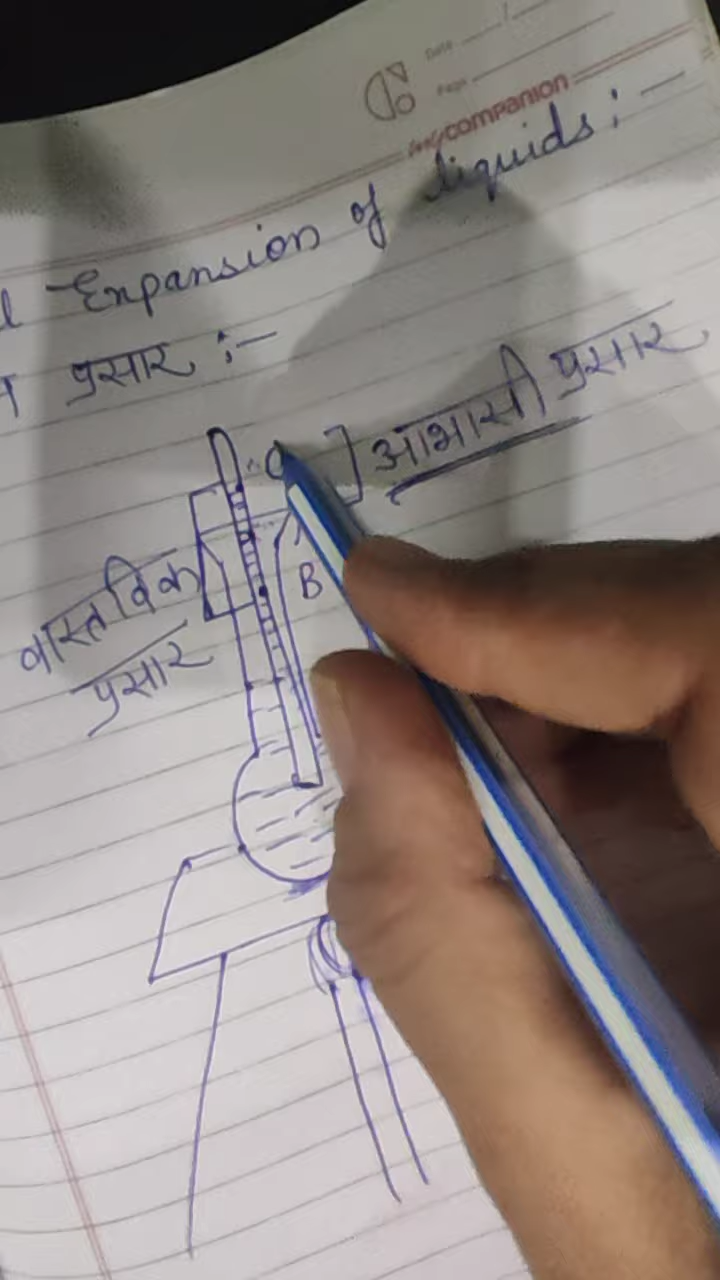 Date
Page
companion
Expansion of liquids :-
प्रसार :-
आभासी प्रसार
B
वास्तविक
प्रसार